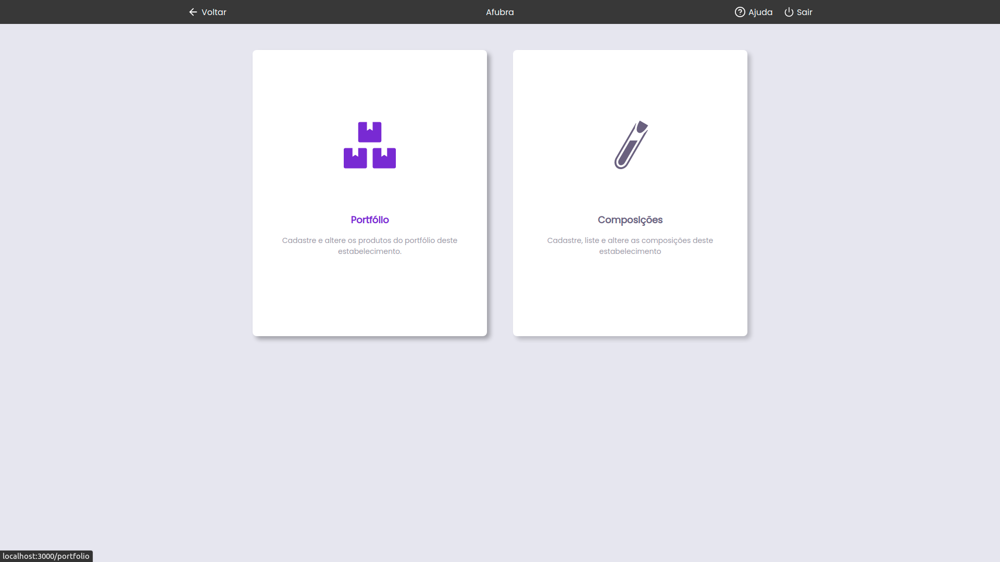 Voltar
Afubra
Ajuda
Sair
Portfólio
Cadastre e altere os produtos do portfólio deste
estabelecimento.
Composições
Cadastre, liste e altere as composições deste
estabelecimento
localhost:3000/portfolio